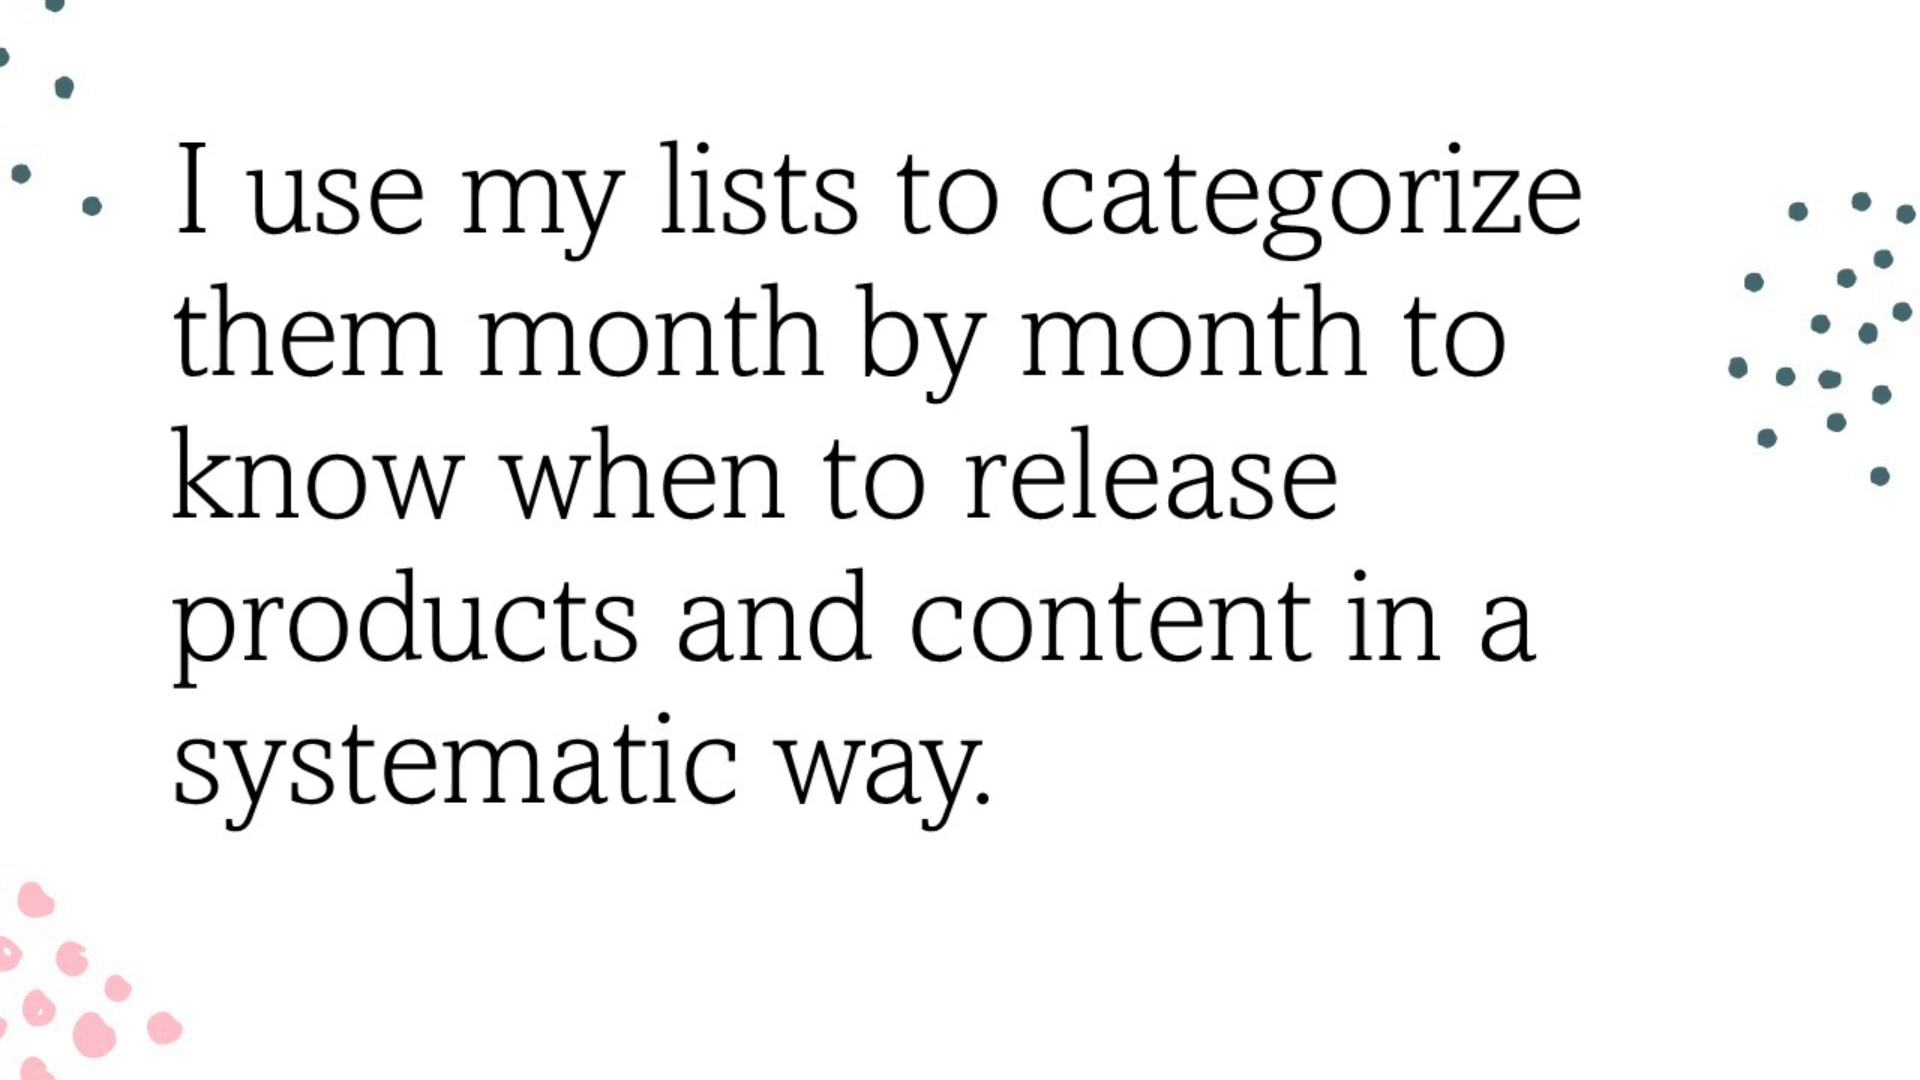 I use my lists to categorize
them month by month to
know when to release
products and content in a
systematic way.